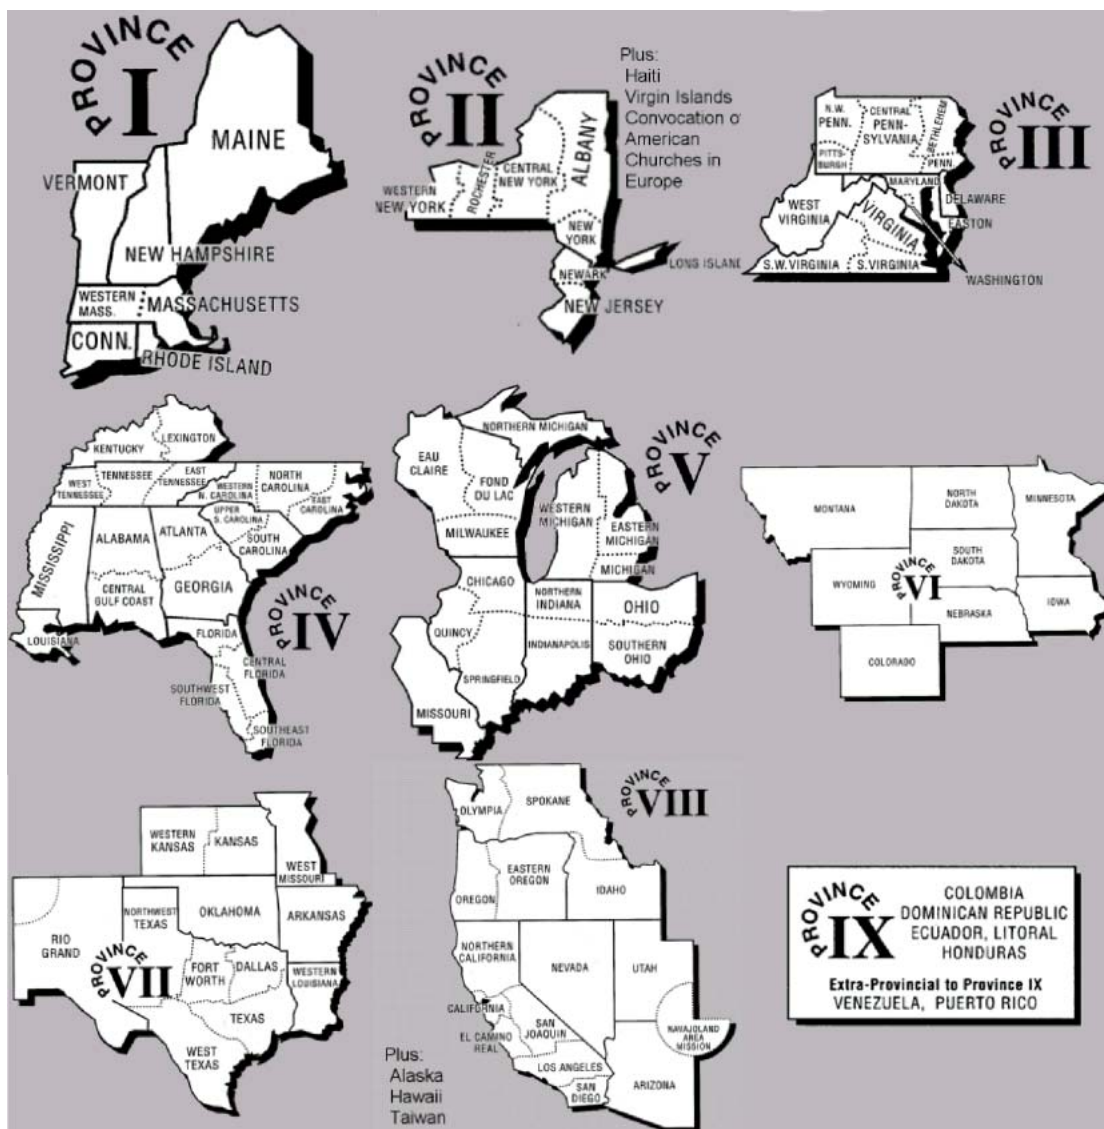 PROVINCE
I
MAINE
VERMONT
NEW HAMPSHIRE
WESTERN
MASS.
MASSACHUSETTS
CONN.
RHODE ISLAND
PROVINCE
II
Plus:
Haiti
Virgin Islands
Convocation o
American
Churches in
Europe
ALBANY
CENTRAL
NEW YORK
ROCHESTER
WESTERN
NEW YORK
NEW
YORK
LONG ISLAND
NEWARK
NEW JERSEY
PROVINCE
III
N.W.
PENN.
CENTRAL
PENN-
SYLVANIA
BETHLEHEM
PITTS-
BURGH
PENN.
MARYLAND
DELAWARE
EASTON
WEST
VIRGINIA
VIRGINIA
S.W. VIRGINIA
S. VIRGINIA
WASHINGTON
LEXINGTON
KENTUCKY
TENNESSEE
EAST
TENNESSEE
WEST
TENNESSEE
WESTERN
N. CAROLINA
NORTH
CAROLINA
EAST
CAROLINA
UPPER
S. CAROLINA
SOUTH
CAROLINA
MISSISSIPPI
ALABAMA
ATLANTA
CENTRAL
GULF COAST
GEORGIA
LOUISIANA
FLORIDA
CENTRAL
FLORIDA
SOUTHWEST
FLORIDA
SOUTHEAST
FLORIDA
PROVINCE
IV
NORTHERN MICHIGAN
EAU
CLAIRE
FOND
DU LAC
MILWAUKEE
WESTERN
MICHIGAN
EASTERN
MICHIGAN
MICHIGAN
CHICAGO
NORTHERN
INDIANA
OHIO
QUINCY
INDIANAPOLIS
SOUTHERN
OHIO
SPRINGFIELD
MISSOURI
PROVINCE
V
MONTANA
NORTH
DAKOTA
MINNESOTA
SOUTH
DAKOTA
WYOMING
PROVINCE
VI
NEBRASKA
IOWA
COLORADO
WESTERN
KANSAS
KANSAS
WEST
MISSOURI
NORTHWEST
TEXAS
OKLAHOMA
ARKANSAS
RIO
GRAND
PROVINCE
VII
FORT
WORTH
DALLAS
WESTERN
LOUISIANA
TEXAS
WEST
TEXAS
PROVINCE
VIII
OLYMPIA
SPOKANE
EASTERN
OREGON
OREGON
IDAHO
NORTHERN
CALIFORNIA
NEVADA
UTAH
CALIFORNIA
EL CAMINO
REAL
SAN
JOAQUIN
NAVAJOLAND
AREA
MISSION
LOS ANGELES
SAN
DIEGO
ARIZONA
Plus:
Alaska
Hawaii
Taiwan
PROVINCE
IX
COLOMBIA
DOMINICAN REPUBLIC
ECUADOR, LITORAL
HONDURAS
Extra-Provincial to Province IX
VENEZUELA, PUERTO RICO